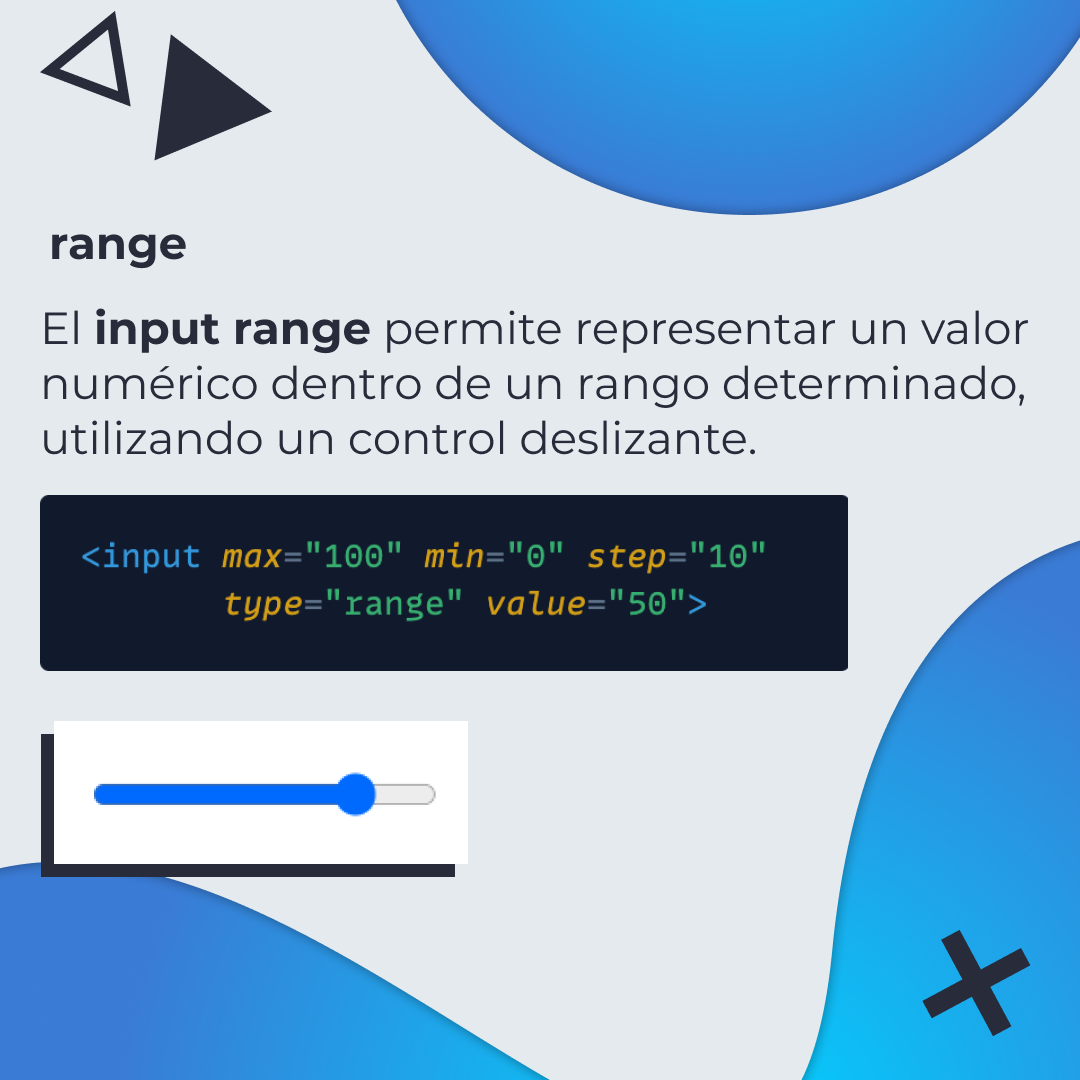 range
El input range permite representar un valor
numérico dentro de un rango determinado,
utilizando un control deslizante.
<input max="100" min="0" step="10"
type="range" value="50">